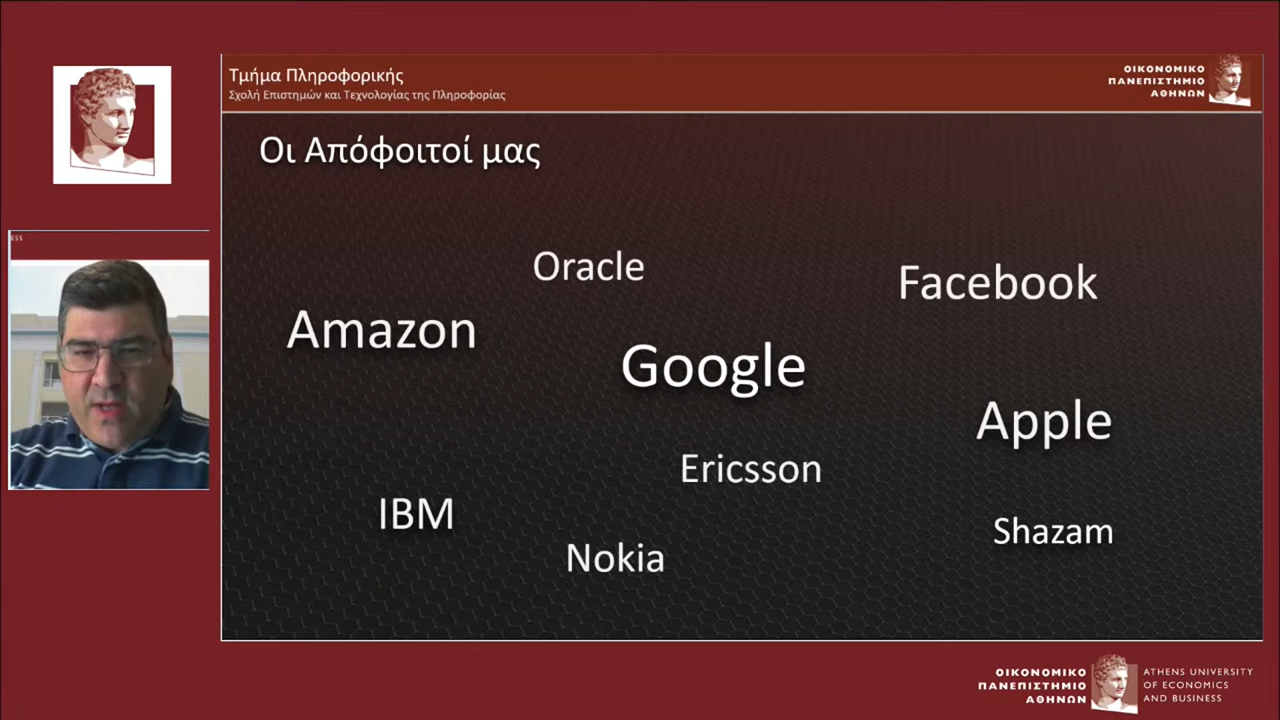 Τμήμα Πληροφορικής
Σχολή Επιστημών και Τεχνολογίας της Πληροφορίας
ΟΙΚΟΝΟΜΙΚΟ
ΠΑΝΕΠΙΣΤΗΜΙΟ
ΑΘΗΝΩΝ
Οι Απόφοιτοί μας
ESS
Oracle
Facebook
Amazon
Google
Apple
Ericsson
IBM
Shazam
Nokia
ΟΙΚΟΝΟΜΙΚΟ
ΠΑΝΕΠΙΣΤΗΜΙΟ
ΑΘΗΝΩΝ
ATHENS UNIVERSITY
OF ECONOMICS
AND BUSINESS